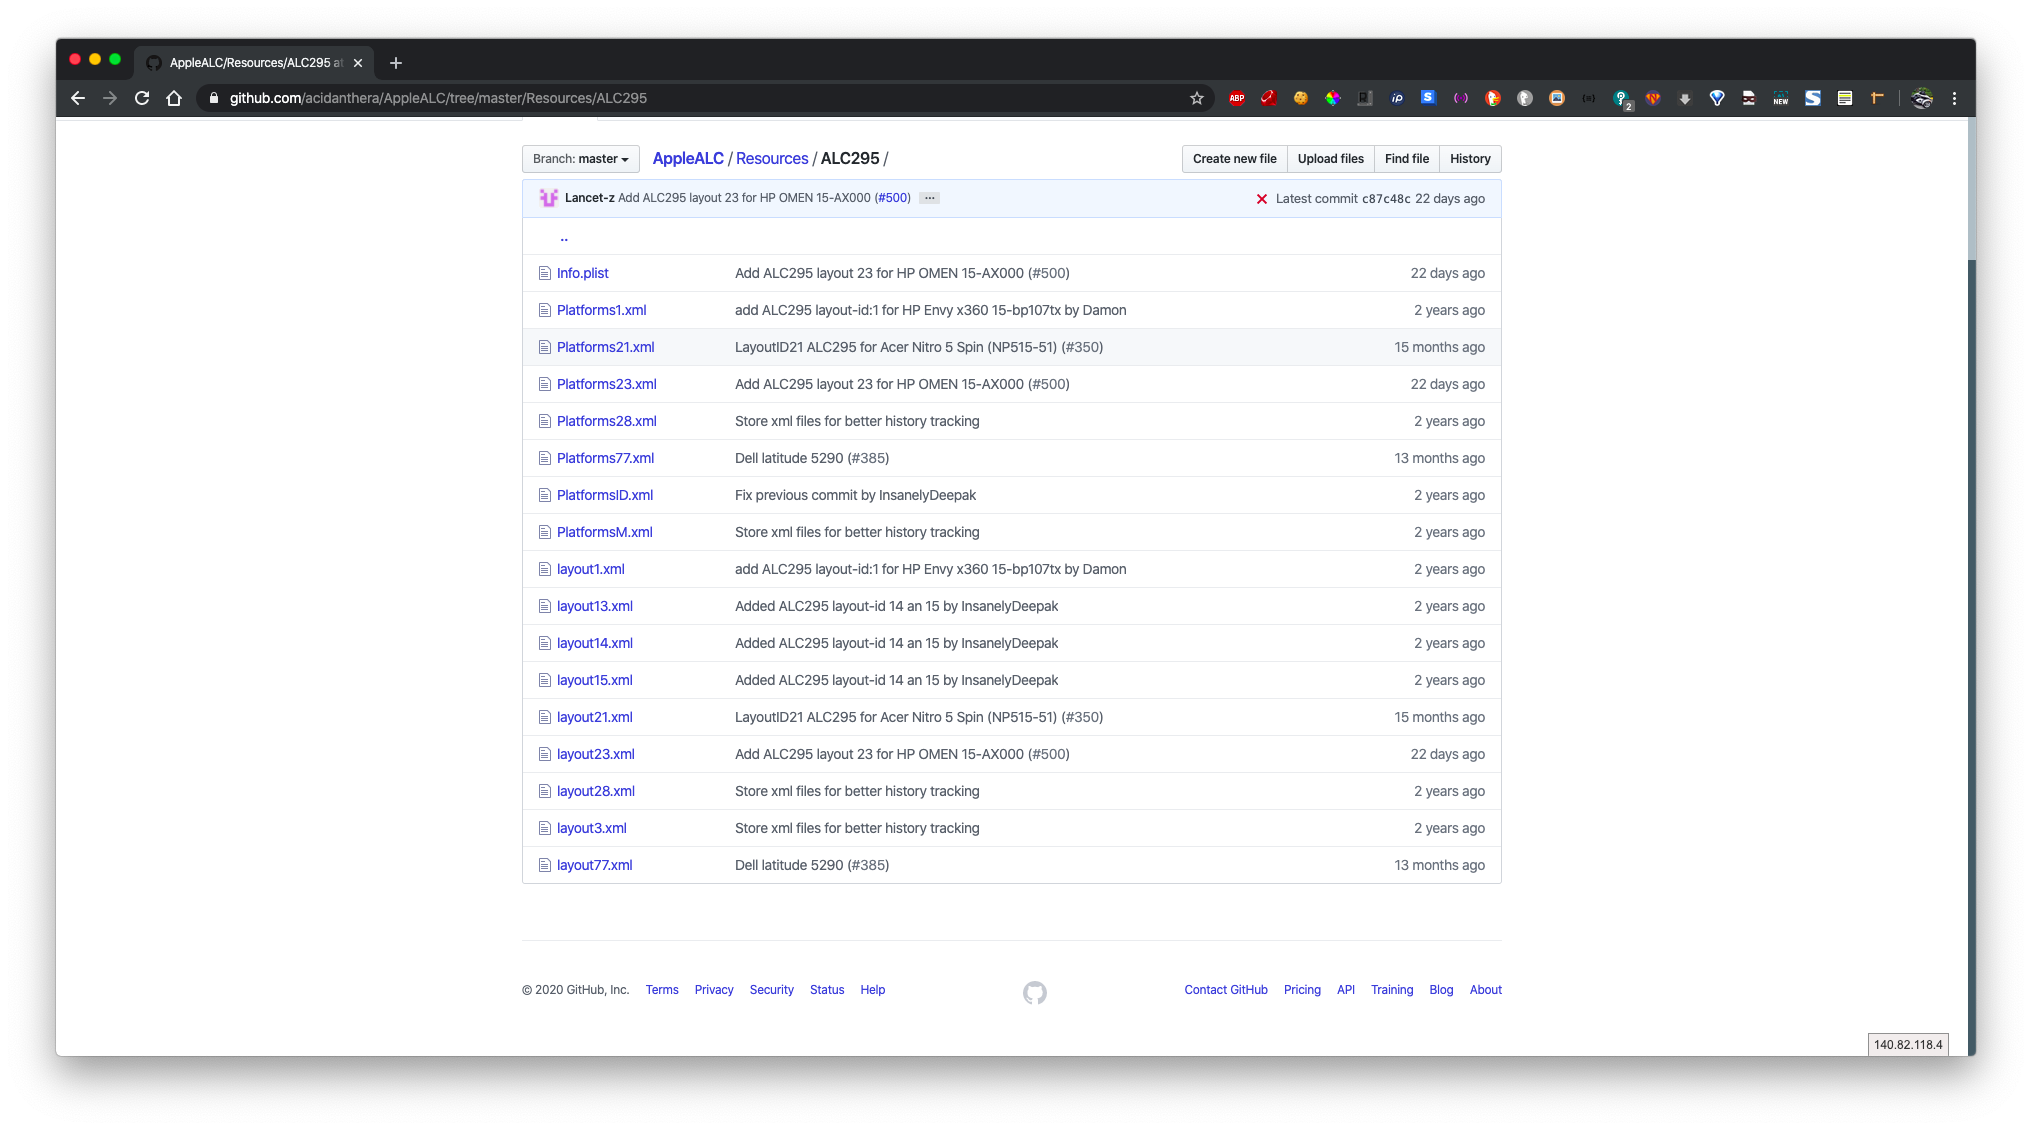 AppleALC/Resources/ALC295 at
github.com/acidanthera/AppleALC/tree/master/Resources/ALC295
ABP
iP
S
2
NEW
S
Branch: master
AppleALC / Resources / ALC295 /
Create new file
Upload files
Find file
History
Lancet-z Add ALC295 layout 23 for HP OMEN 15-AX000 (#500) ...
Latest commit c87c48c 22 days ago
..
Info.plist Add ALC295 layout 23 for HP OMEN 15-AX000 (#500) 22 days ago
Platforms1.xml add ALC295 layout-id:1 for HP Envy x360 15-bp107tx by Damon 2 years ago
Platforms21.xml LayoutID21 ALC295 for Acer Nitro 5 Spin (NP515-51) (#350) 15 months ago
Platforms23.xml Add ALC295 layout 23 for HP OMEN 15-AX000 (#500) 22 days ago
Platforms28.xml Store xml files for better history tracking 2 years ago
Platforms77.xml Dell latitude 5290 (#385) 13 months ago
PlatformsID.xml Fix previous commit by InsanelyDeepak 2 years ago
PlatformsM.xml Store xml files for better history tracking 2 years ago
layout1.xml add ALC295 layout-id:1 for HP Envy x360 15-bp107tx by Damon 2 years ago
layout13.xml Added ALC295 layout-id 14 an 15 by InsanelyDeepak 2 years ago
layout14.xml Added ALC295 layout-id 14 an 15 by InsanelyDeepak 2 years ago
layout15.xml Added ALC295 layout-id 14 an 15 by InsanelyDeepak 2 years ago
layout21.xml LayoutID21 ALC295 for Acer Nitro 5 Spin (NP515-51) (#350) 15 months ago
layout23.xml Add ALC295 layout 23 for HP OMEN 15-AX000 (#500) 22 days ago
layout28.xml Store xml files for better history tracking 2 years ago
layout3.xml Store xml files for better history tracking 2 years ago
layout77.xml Dell latitude 5290 (#385) 13 months ago
© 2020 GitHub, Inc. Terms Privacy Security Status Help
Contact GitHub Pricing API Training Blog About
140.82.118.4